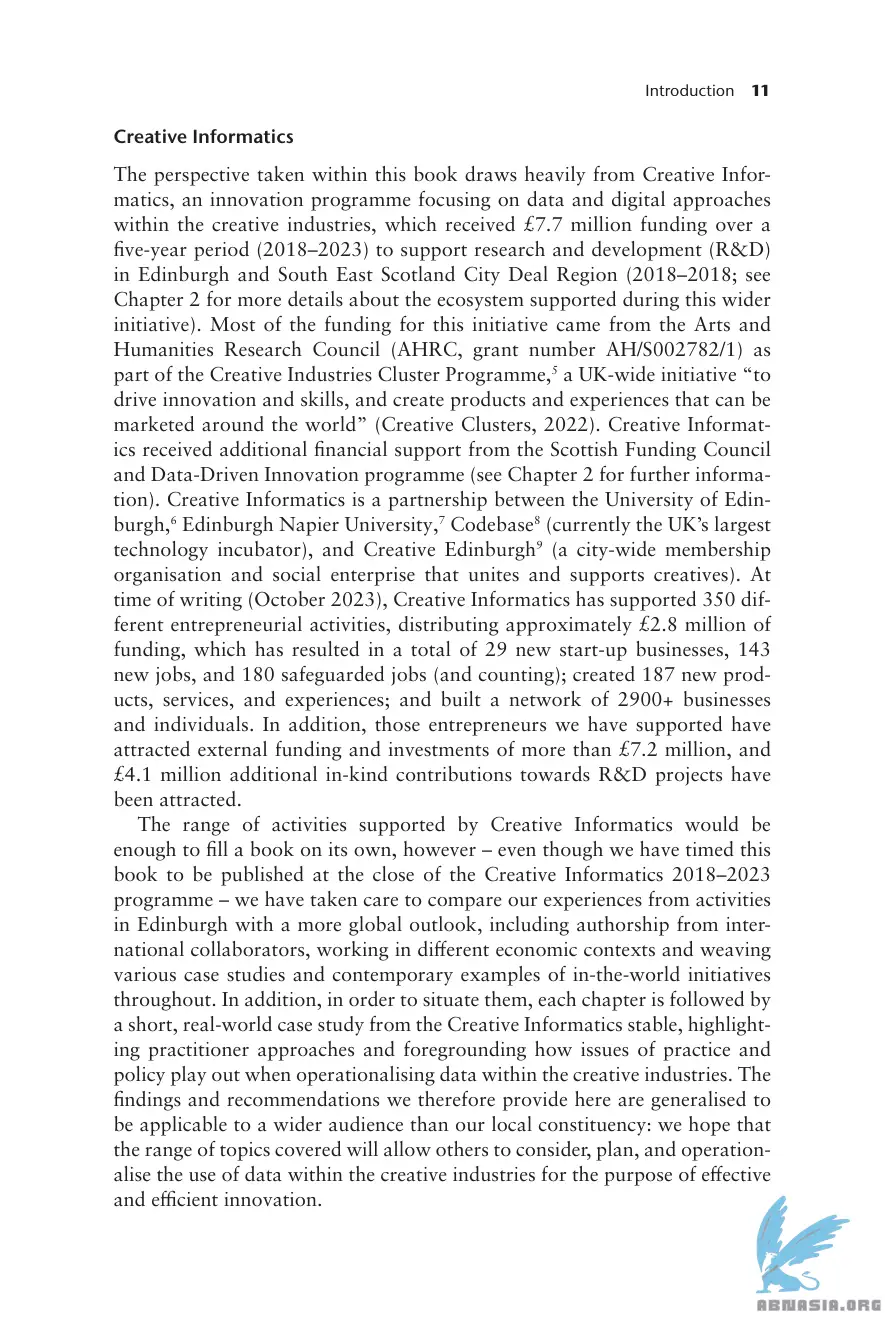 Introduction 11
Creative Informatics
The perspective taken within this book draws heavily from Creative Infor-
matics, an innovation programme focusing on data and digital approaches
within the creative industries, which received £7.7 million funding over a
five-year period (2018–2023) to support research and development (R&D)
in Edinburgh and South East Scotland City Deal Region (2018–2018; see
Chapter 2 for more details about the ecosystem supported during this wider
initiative). Most of the funding for this initiative came from the Arts and
Humanities Research Council (AHRC, grant number AH/S002782/1) as
part of the Creative Industries Cluster Programme,5 a UK-wide initiative “to
drive innovation and skills, and create products and experiences that can be
marketed around the world” (Creative Clusters, 2022). Creative Informat-
ics received additional financial support from the Scottish Funding Council
and Data-Driven Innovation programme (see Chapter 2 for further informa-
tion). Creative Informatics is a partnership between the University of Edin-
burgh,6 Edinburgh Napier University,7 Codebase8 (currently the UK’s largest
technology incubator), and Creative Edinburgh9 (a city-wide membership
organisation and social enterprise that unites and supports creatives). At
time of writing (October 2023), Creative Informatics has supported 350 dif-
ferent entrepreneurial activities, distributing approximately £2.8 million of
funding, which has resulted in a total of 29 new start-up businesses, 143
new jobs, and 180 safeguarded jobs (and counting); created 187 new prod-
ucts, services, and experiences; and built a network of 2900+ businesses
and individuals. In addition, those entrepreneurs we have supported have
attracted external funding and investments of more than £7.2 million, and
£4.1 million additional in-kind contributions towards R&D projects have
been attracted.
The range of activities supported by Creative Informatics would be
enough to fill a book on its own, however – even though we have timed this
book to be published at the close of the Creative Informatics 2018–2023
programme – we have taken care to compare our experiences from activities
in Edinburgh with a more global outlook, including authorship from inter-
national collaborators, working in different economic contexts and weaving
various case studies and contemporary examples of in-the-world initiatives
throughout. In addition, in order to situate them, each chapter is followed by
a short, real-world case study from the Creative Informatics stable, highlight-
ing practitioner approaches and foregrounding how issues of practice and
policy play out when operationalising data within the creative industries. The
findings and recommendations we therefore provide here are generalised to
be applicable to a wider audience than our local constituency: we hope that
the range of topics covered will allow others to consider, plan, and operation-
alise the use of data within the creative industries for the purpose of effective
and efficient innovation.
ABNASIA.ORG